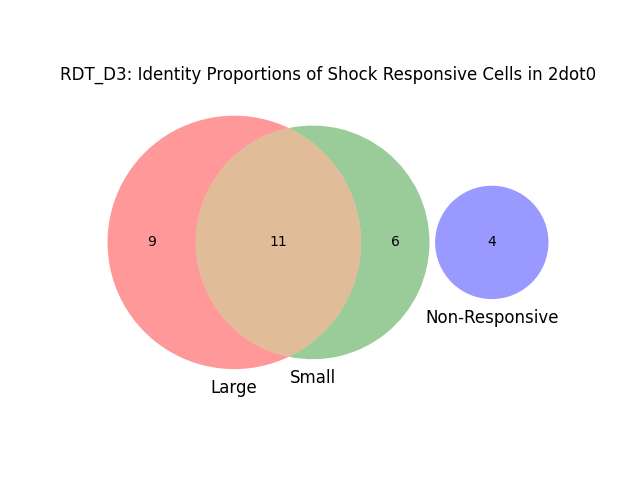 RDT_D3: Identity Proportions of Shock Responsive Cells in 2dot0
9
11
6
4
Non-Responsive
Small
Large